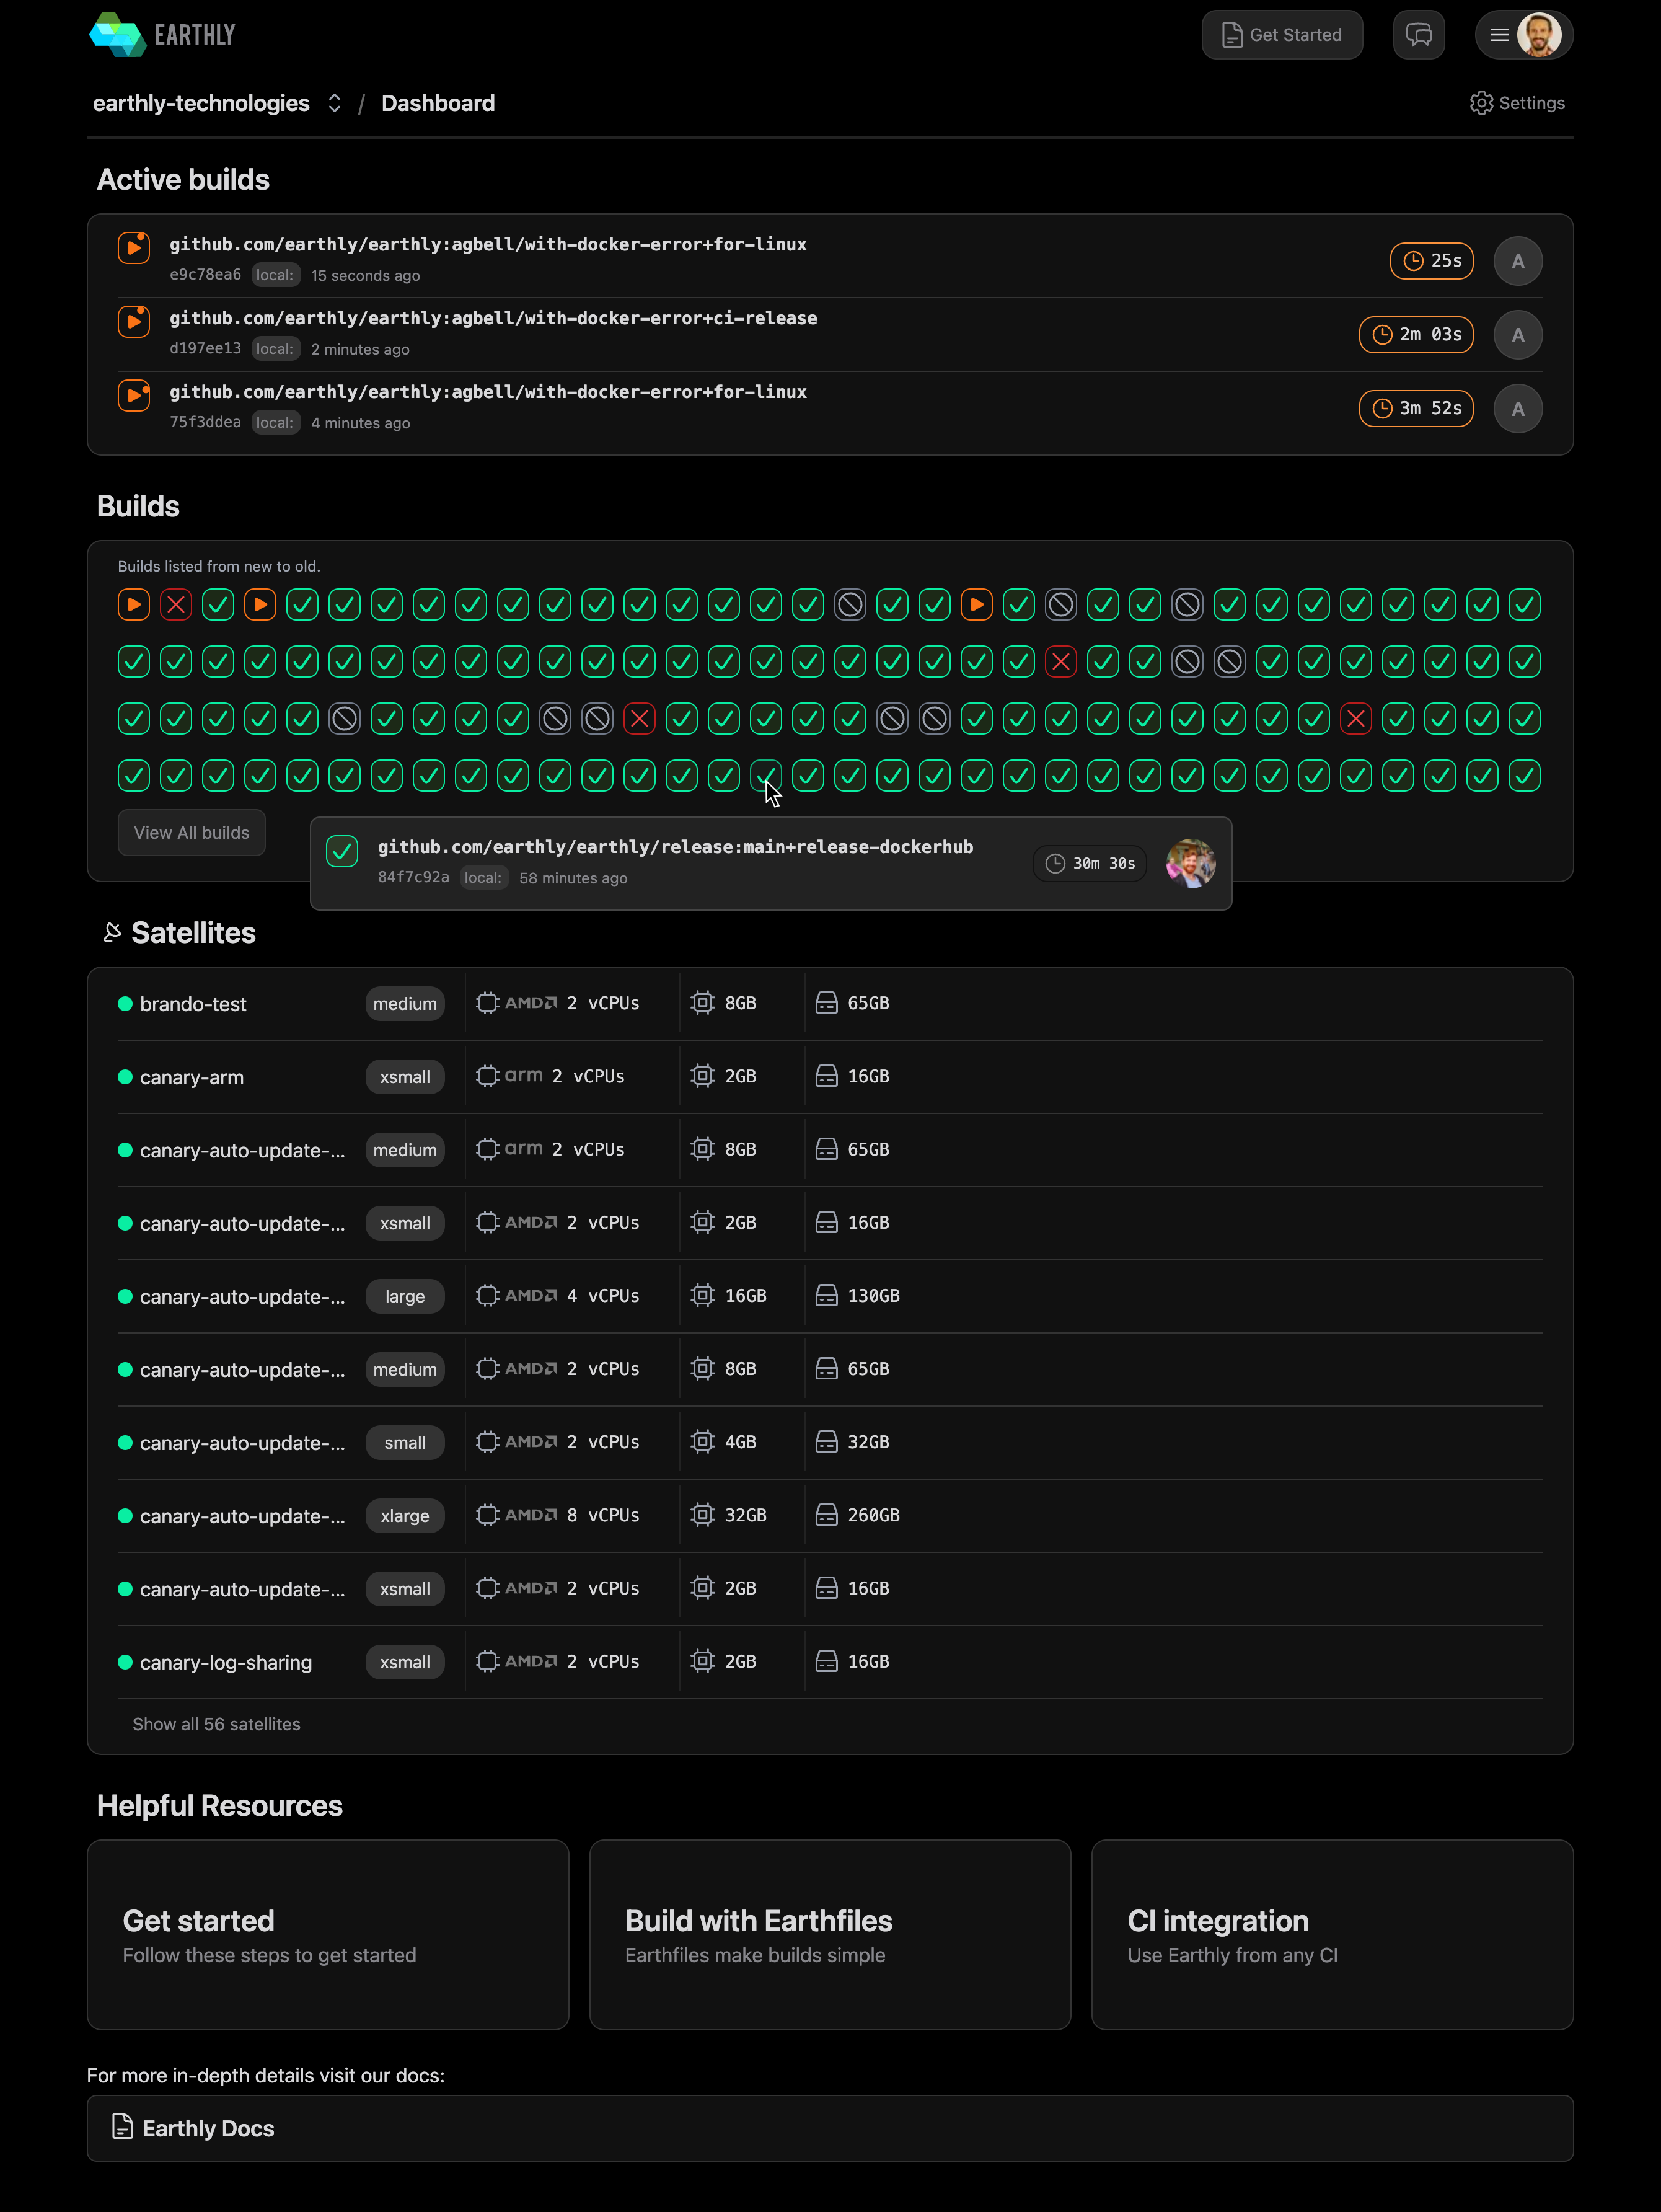 EARTHLY
Get Started
earthly-technologies / Dashboard
Settings
Active builds
github.com/earthly/earthly:agbell/with-docker-error+for-linux
e9c78ea6 local: 15 seconds ago
25s
A
github.com/earthly/earthly:agbell/with-docker-error+ci-release
d197ee13 local: 2 minutes ago
2m 03s
A
github.com/earthly/earthly:agbell/with-docker-error+for-linux
75f3ddea local: 4 minutes ago
3m 52s
A
Builds
Builds listed from new to old.
View All builds
github.com/earthly/earthly/release:main+release-dockerhub
84f7c92a local: 58 minutes ago
30m 30s
Satellites
brando-test medium AMD 2 vCPUs 8GB 65GB
canary-arm xsmall arm 2 vCPUs 2GB 16GB
canary-auto-update-... medium arm 2 vCPUs 8GB 65GB
canary-auto-update-... xsmall AMD 2 vCPUs 2GB 16GB
canary-auto-update-... large AMD 4 vCPUs 16GB 130GB
canary-auto-update-... medium AMD 2 vCPUs 8GB 65GB
canary-auto-update-... small AMD 2 vCPUs 4GB 32GB
canary-auto-update-... xlarge AMD 8 vCPUs 32GB 260GB
canary-auto-update-... xsmall AMD 2 vCPUs 2GB 16GB
canary-log-sharing xsmall AMD 2 vCPUs 2GB 16GB
Show all 56 satellites
Helpful Resources
Get started
Follow these steps to get started
Build with Earthfiles
Earthfiles make builds simple
CI integration
Use Earthly from any CI
For more in-depth details visit our docs:
Earthly Docs